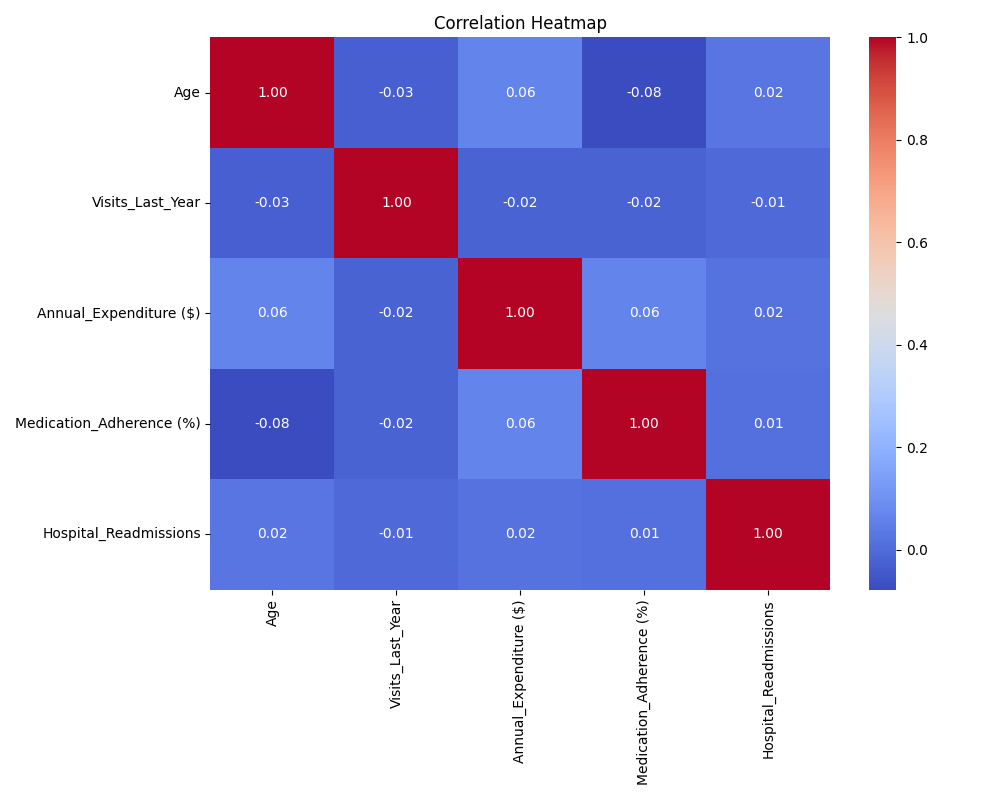 Correlation Heatmap
Age 1.00 -0.03 0.06 -0.08 0.02
Visits_Last_Year -0.03 1.00 -0.02 -0.02 -0.01
Annual_Expenditure ($) 0.06 -0.02 1.00 0.06 0.02
Medication_Adherence (%) -0.08 -0.02 0.06 1.00 0.01
Hospital_Readmissions 0.02 -0.01 0.02 0.01 1.00
Age
Visits_Last_Year
Annual_Expenditure ($)
Medication_Adherence (%)
Hospital_Readmissions
1.0
0.8
0.6
0.4
0.2
0.0